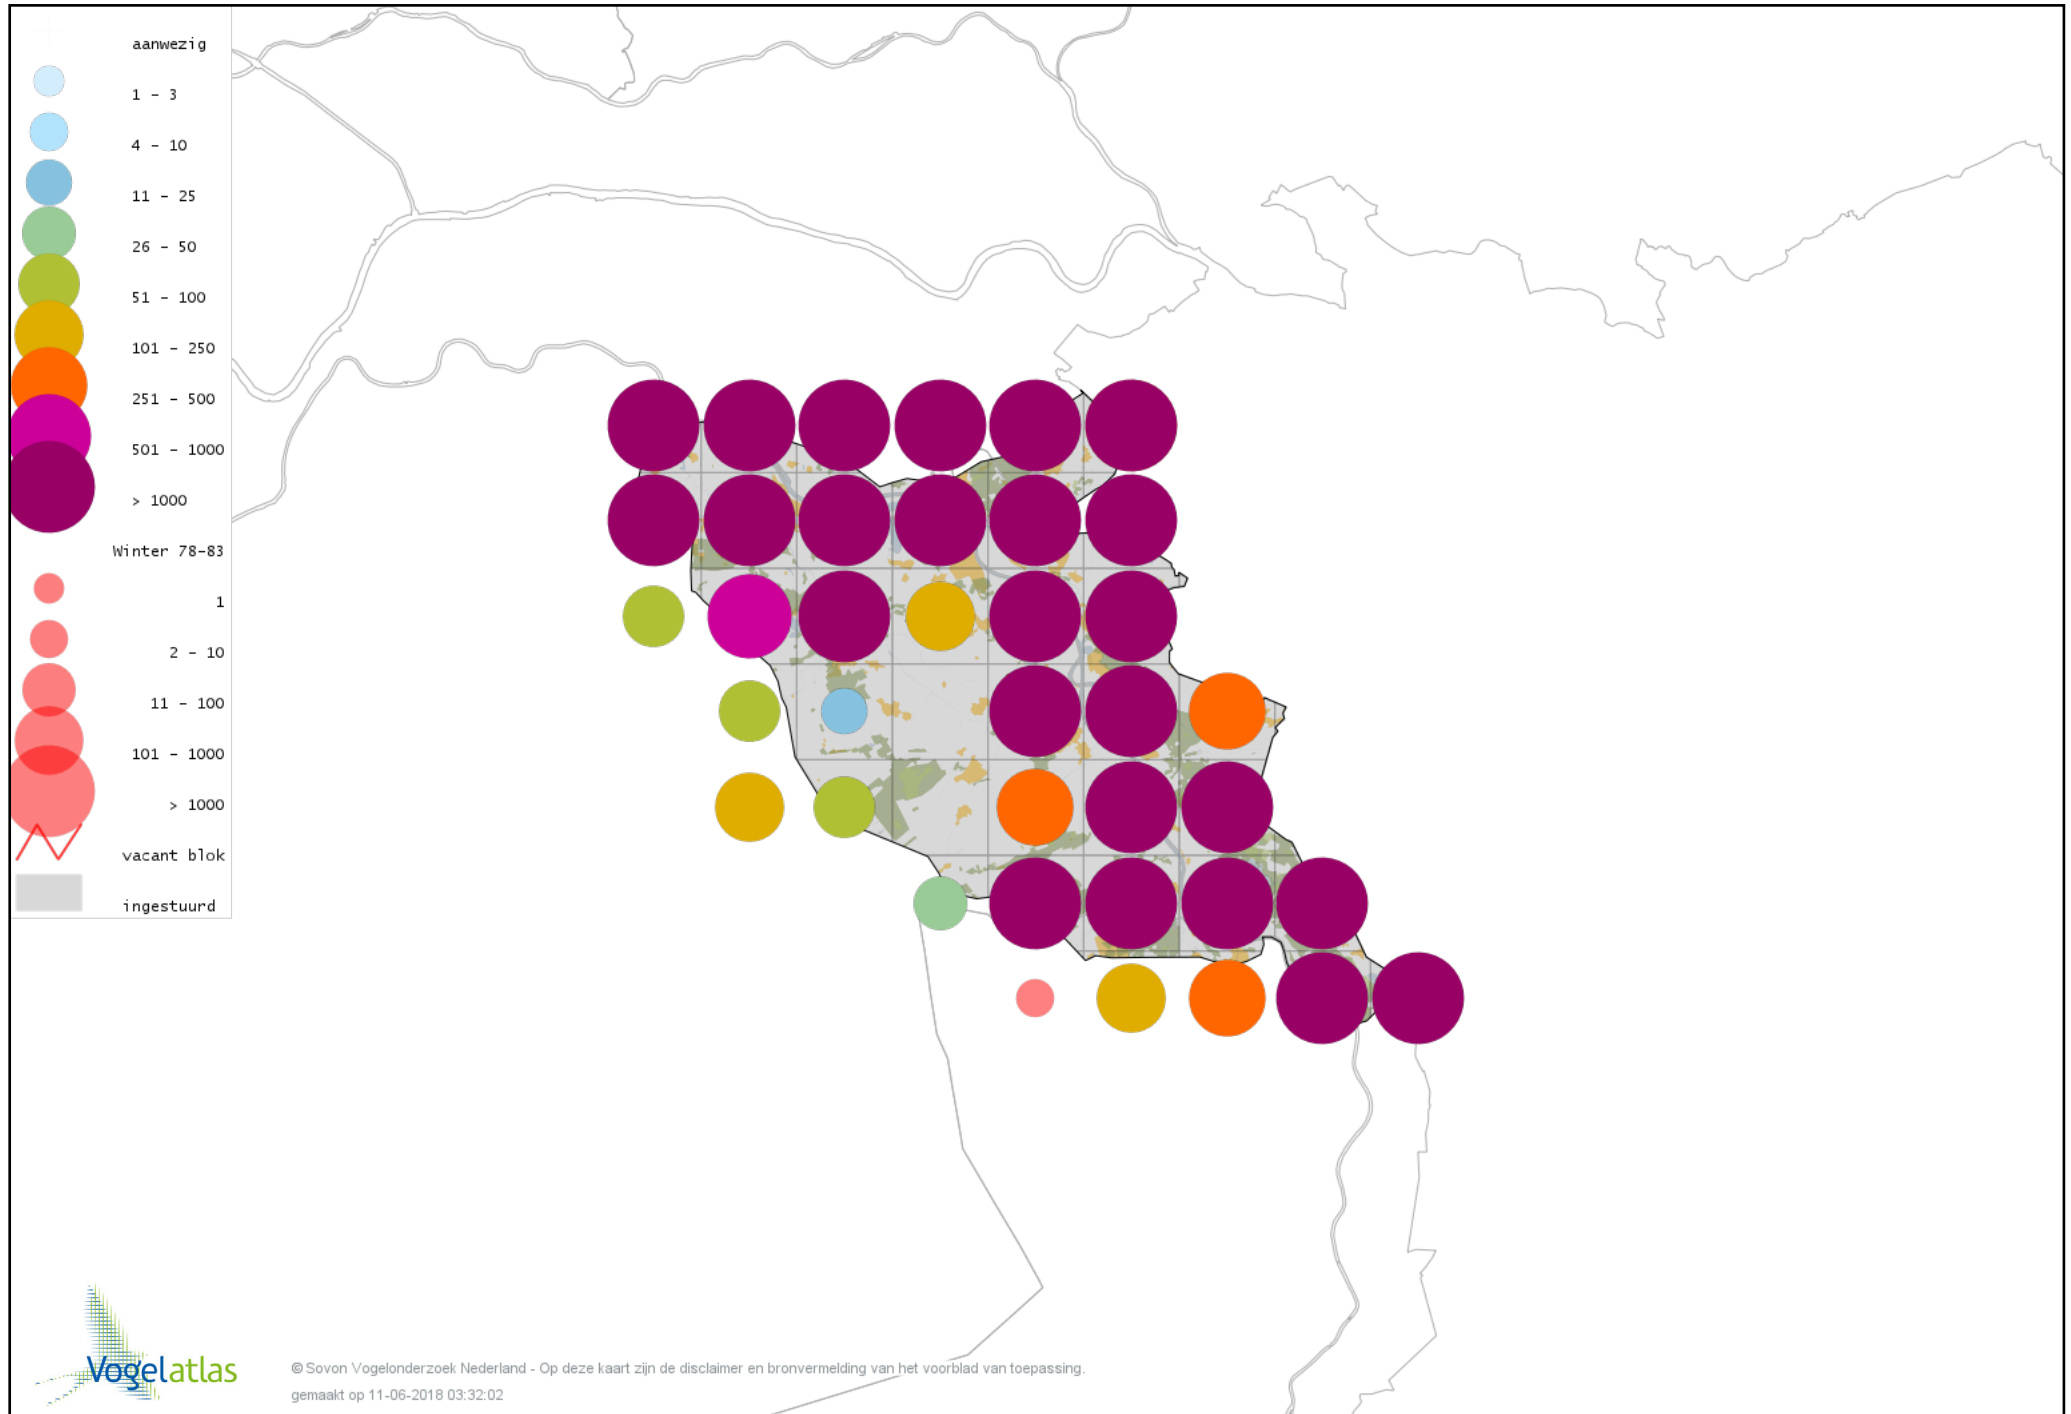 aanwezig
1 - 3
4 - 10
11 - 25
26 - 50
51 - 100
101 - 250
251 - 500
501 - 1000
> 1000
Winter 78-83
1
2 - 10
11 - 100
101 - 1000
> 1000
vacant blok
ingestuurd
Vogelatlas
© Sovon Vogelonderzoek Nederland - Op deze kaart zijn de disclaimer en bronvermelding van het voorblad van toepassing.
gemaakt op 11-06-2018 03:32:02